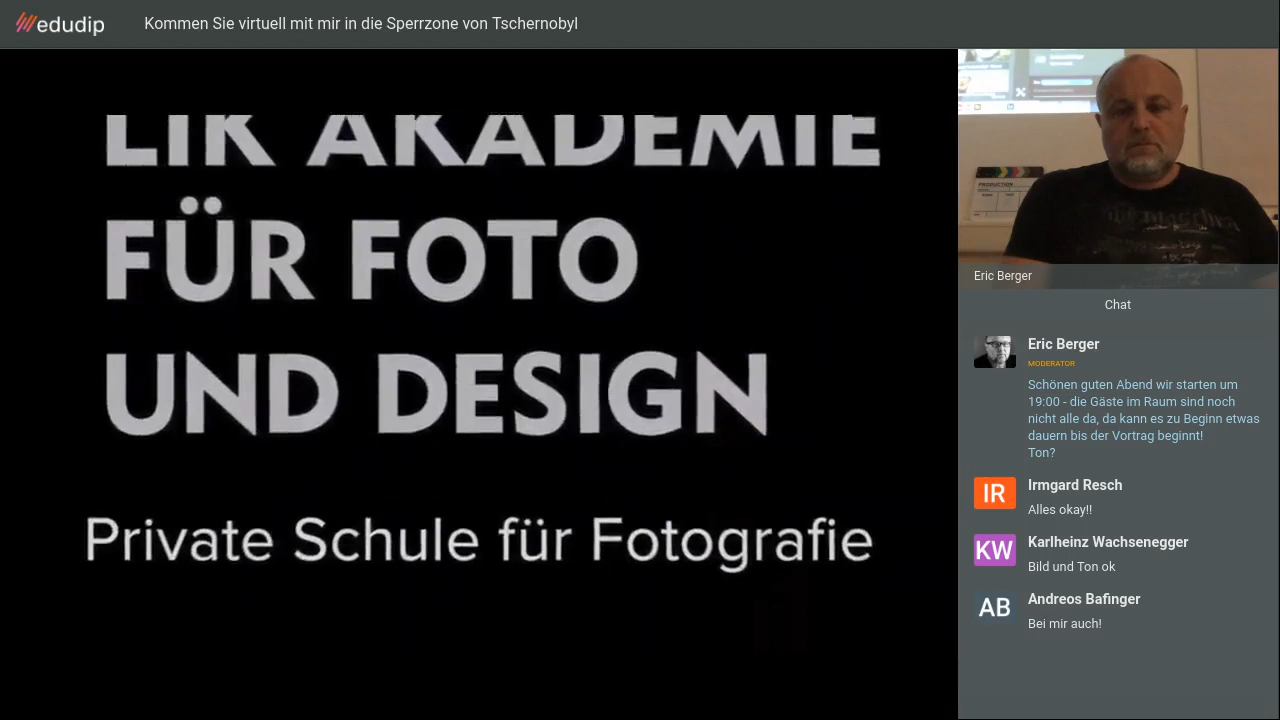 edudip
Kommen Sie virtuell mit mir in die Sperrzone von Tschernobyl
LIK AKADEMIE
FÜR FOTO
UND DESIGN
Private Schule für Fotografie
PRODUCTION
Eric Berger
Chat
Eric Berger
MODERATOR
Schönen guten Abend wir starten um
19:00 - die Gäste im Raum sind noch
nicht alle da, da kann es zu Beginn etwas
dauern bis der Vortrag beginnt!
Ton?
IR
Irmgard Resch
Alles okay!!
KW
Karlheinz Wachsenegger
Bild und Ton ok
AB
Andreos Bafinger
Bei mir auch!